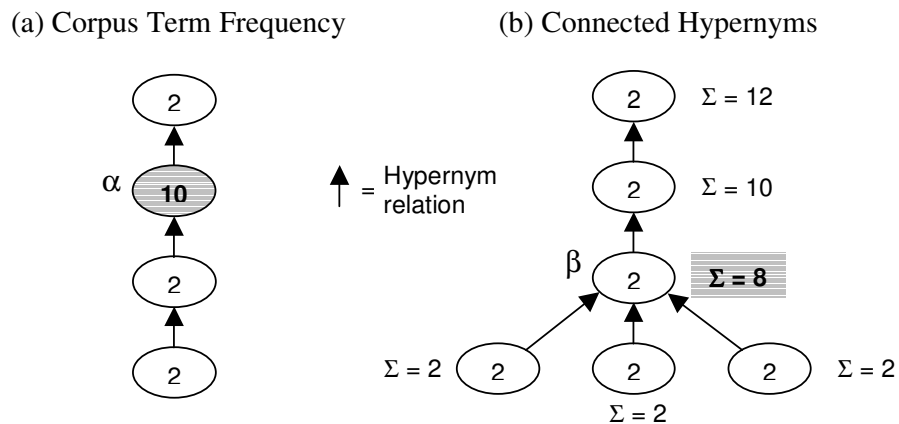 (a) Corpus Term Frequency
(b) Connected Hypernyms
2
α
10
2
2
= Hypernym
relation
2
Σ = 12
2
Σ = 10
β
2
Σ = 8
Σ = 2
2
2
2
Σ = 2
Σ = 2